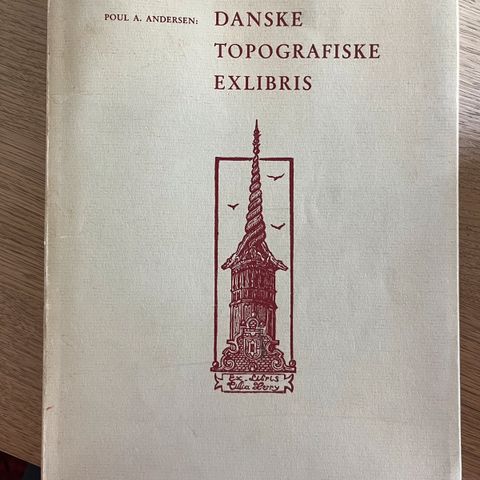 POUL A. ANDERSEN: DANSKE
TOPOGRAFISKE
EXLIBRIS
Ex Libris